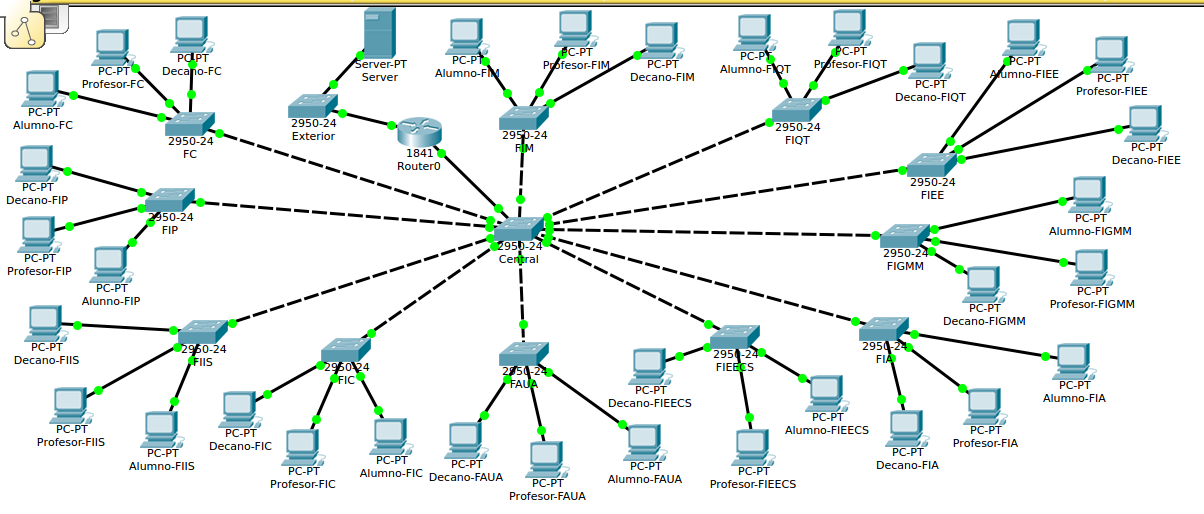 PC-PT
Profesor-FC
PC-PT
Decano-FC
PC-PT
Alumno-FC
2950-24
FC
Server-PT
Server
2950-24
Exterior
1841
Router0
PC-PT
Alumno-FIM
PC-PT
Profesor-FIM
PC-PT
Decano-FIM
2950-24
FIM
PC-PT
Alumno-FIQT
PC-PT
Profesor-FIQT
PC-PT
Decano-FIQT
2950-24
FIQT
PC-PT
Alumno-FIEE
PC-PT
Profesor-FIEE
PC-PT
Decano-FIEE
2950-24
FIEE
PC-PT
Decano-FIP
PC-PT
Profesor-FIP
PC-PT
Alunno-FIP
2950-24
FIP
2950-24
Central
2950-24
FIGMM
PC-PT
Alumno-FIGMM
PC-PT
Profesor-FIGMM
PC-PT
Decano-FIGMM
PC-PT
Decano-FIIS
2950-24
FIIS
PC-PT
Profesor-FIIS
PC-PT
Alumno-FIIS
2950-24
FIC
PC-PT
Decano-FIC
PC-PT
Profesor-FIC
PC-PT
Alumno-FIC
2950-24
FAUA
PC-PT
Decano-FAUA
PC-PT
Profesor-FAUA
PC-PT
Alumno-FAUA
2950-24
FIEECS
PC-PT
Decano-FIEECS
PC-PT
Profesor-FIEECS
PC-PT
Alumno-FIEECS
2950-24
FIA
PC-PT
Decano-FIA
PC-PT
Profesor-FIA
PC-PT
Alumno-FIA